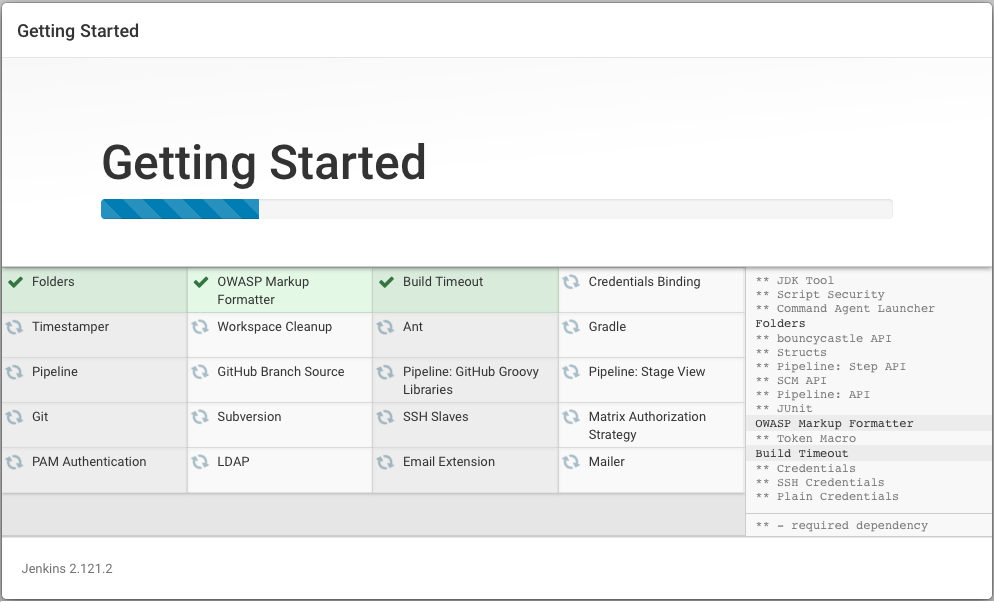 Getting Started
Getting Started
Folders
OWASP Markup
Formatter
Build Timeout
Credentials Binding
Timestamper
Workspace Cleanup
Ant
Gradle
Pipeline
GitHub Branch Source
Pipeline: GitHub Groovy
Libraries
Pipeline: Stage View
Git
Subversion
SSH Slaves
Matrix Authorization
Strategy
PAM Authentication
LDAP
Email Extension
Mailer
** JDK Tool
** Script Security
** Command Agent Launcher
Folders
** bouncycastle API
** Structs
** Pipeline: Step API
** SCM API
** Pipeline: API
** JUnit
OWASP Markup Formatter
** Token Macro
Build Timeout
** Credentials
** SSH Credentials
** Plain Credentials
** - required dependency
Jenkins 2.121.2